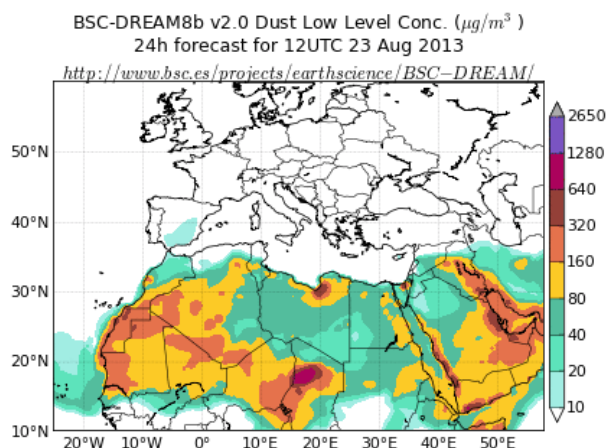 BSC-DREAM8b v2.0 Dust Low Level Conc. (μg/m³ )
24h forecast for 12UTC 23 Aug 2013
http://www.bsc.es/projects/earthscience/BSC−DREAM/
2650
1280
640
320
160
80
40
20
10
50°N
40°N
30°N
20°N
10°N
20°W 10°W 0° 10°E 20°E 30°E 40°E 50°E